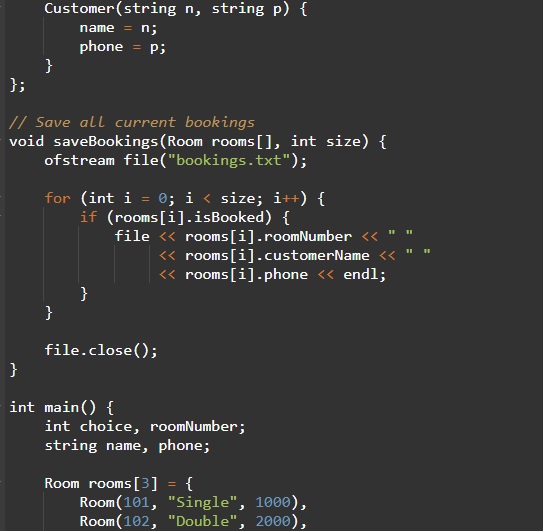 Customer(string n, string p) {
name = n;
phone = p;
}
};
// Save all current bookings
void saveBookings(Room rooms[], int size) {
ofstream file("bookings.txt");
for (int i = 0; i < size; i++) {
if (rooms[i].isBooked) {
file << rooms[i].roomNumber << " "
<< rooms[i].customerName << " "
<< rooms[i].phone << endl;
}
}
file.close();
}
int main() {
int choice, roomNumber;
string name, phone;
Room rooms[3] = {
Room(101, "Single", 1000),
Room(102, "Double", 2000),